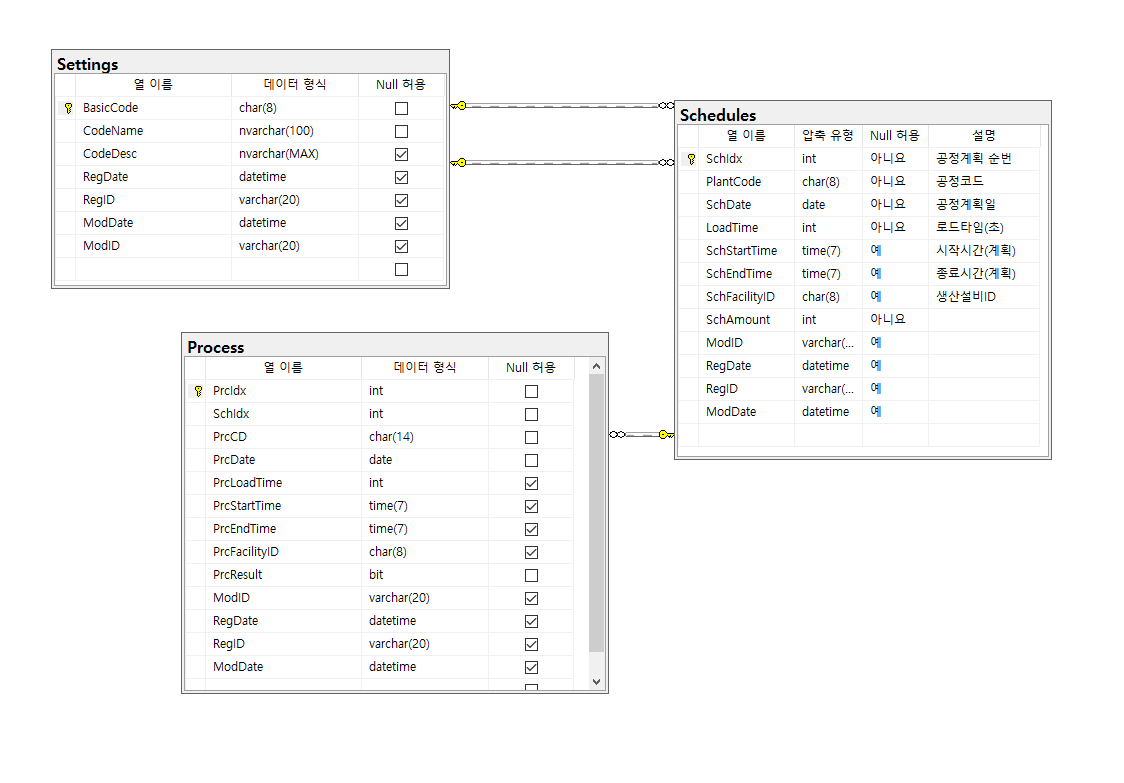 Settings
열 이름 데이터 형식 Null 허용
BasicCode char(8)
CodeName nvarchar(100)
CodeDesc nvarchar(MAX)
RegDate datetime
RegID varchar(20)
ModDate datetime
ModID varchar(20)
Schedules
열 이름 압축 유형 Null 허용 설명
SchIdx int 아니요 공정계획 순번
PlantCode char(8) 아니요 공정코드
SchDate date 아니요 공정계획일
LoadTime int 아니요 로드타임(초)
SchStartTime time(7) 예 시작시간(계획)
SchEndTime time(7) 예 종료시간(계획)
SchFacilityID char(8) 예 생산설비ID
SchAmount int 아니요
ModID varchar(... 예
RegDate datetime 예
RegID varchar(... 예
ModDate datetime 예
Process
열 이름 데이터 형식 Null 허용
PrcIdx int
SchIdx int
PrcCD char(14)
PrcDate date
PrcLoadTime int
PrcStartTime time(7)
PrcEndTime time(7)
PrcFacilityID char(8)
PrcResult bit
ModID varchar(20)
RegDate datetime
RegID varchar(20)
ModDate datetime